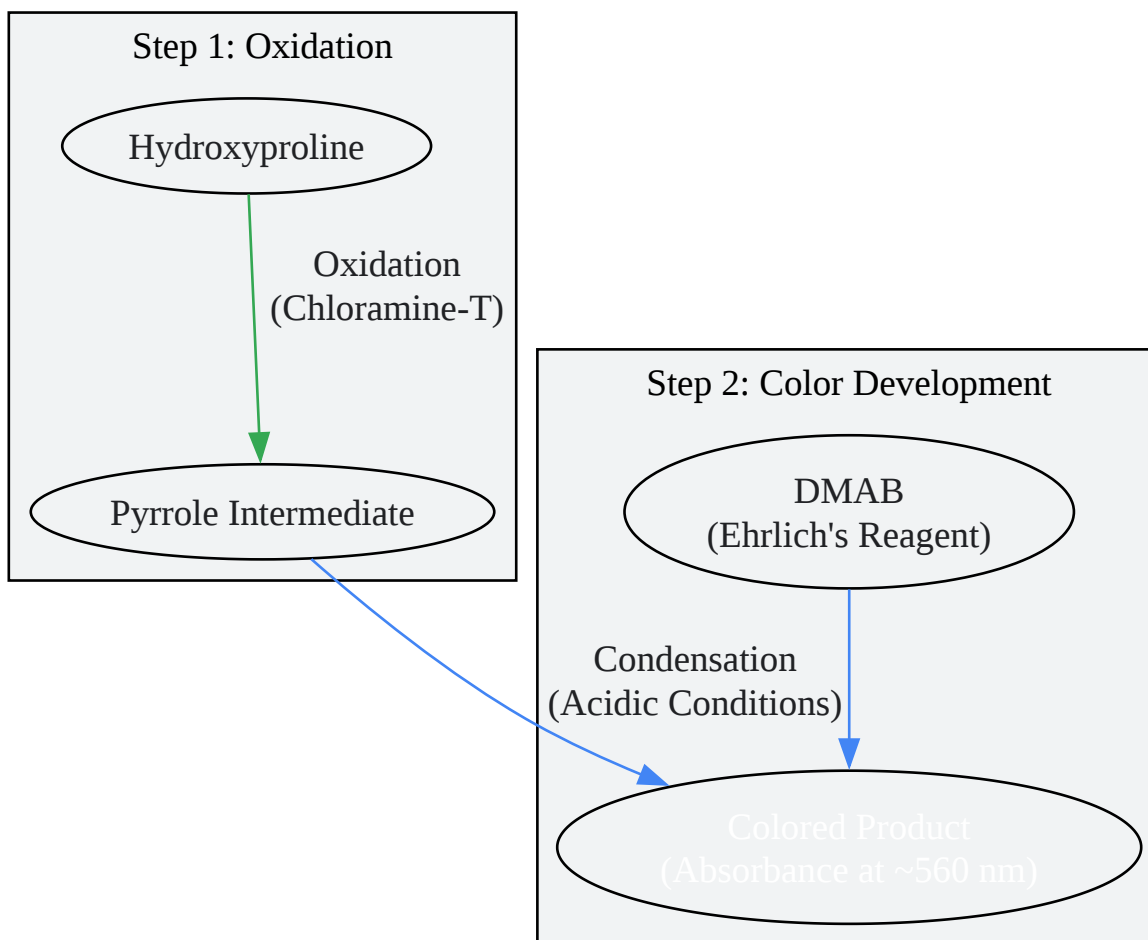 Step 1: Oxidation
Hydroxyproline
Oxidation
(Chloramine-T)
Pyrrole Intermediate
Step 2: Color Development
DMAB
(Ehrlich's Reagent)
Condensation
(Acidic Conditions)
Colored Product
(Absorbance at ~560 nm)